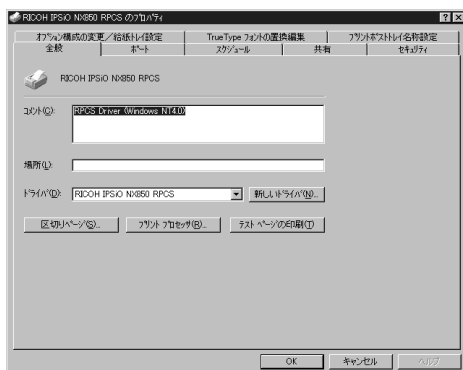 RICOH IPSiO NX850 RPCS のプロパティ
オプション構成の変更/給紙トレイ設定
TrueType フォントの置換編集
プリントポストトレイ名称設定
全般
ポート
スケジュール
共有
セキュリティ
RICOH IPSiO NX850 RPCS
コメント(C):
RPCS Driver (Windows NT4.0)
場所(L):
ドライバ(D):
RICOH IPSiO NX850 RPCS
新しいドライバ(N)...
区切りページ(S)...
プリント プロセッサ(R)...
テスト ページの印刷(T)
OK
キャンセル
ヘルプ